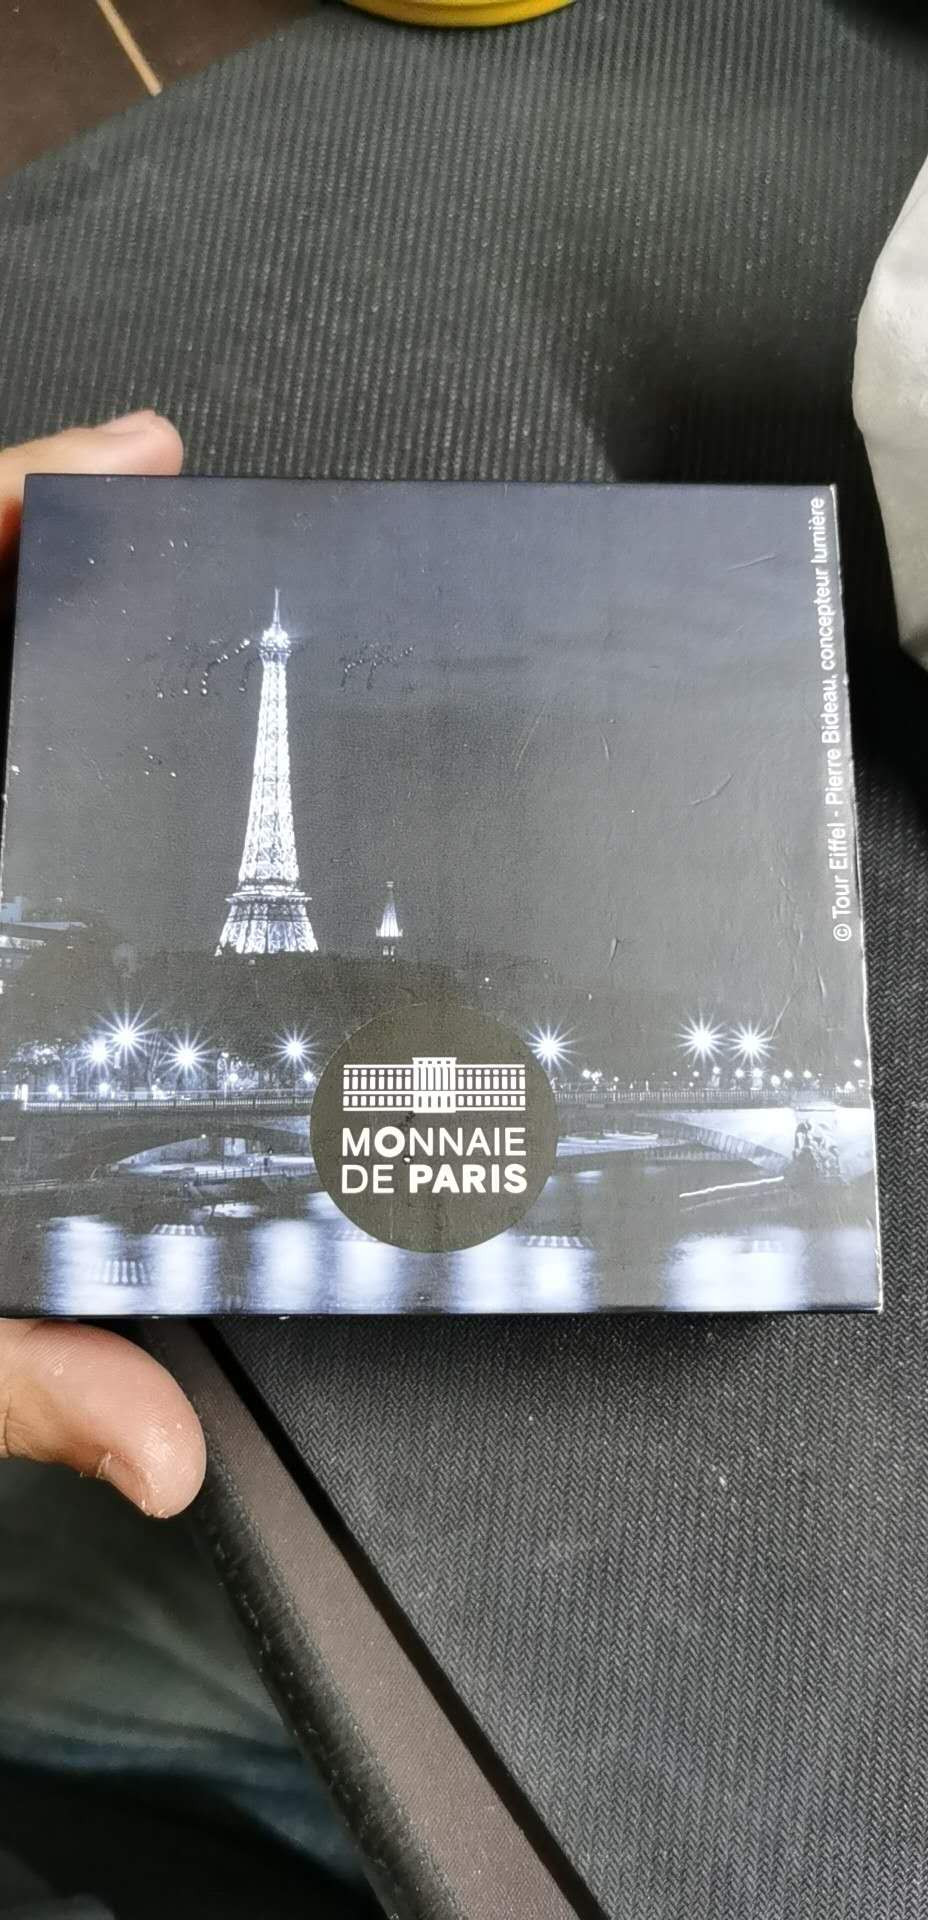 © Tour Eiffel - Pierre Bideau, concepteur lumière
MONNAIE
DE PARIS